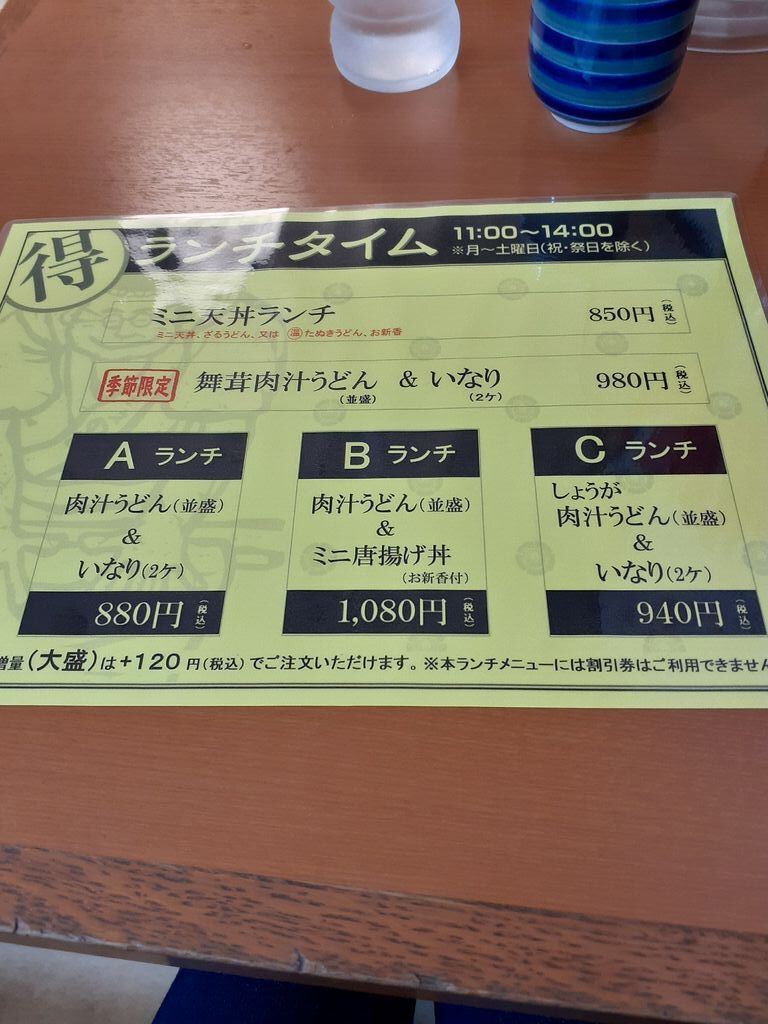 得 ランチタイム 11:00～14:00
※月～土曜日(祝・祭日を除く)
ミニ天丼ランチ 850円(税込)
ミニ天丼、ざるうどん、又は 温たぬきうどん、お新香
季節限定 舞茸肉汁うどん(並盛) & いなり(2ケ) 980円(税込)
A ランチ
肉汁うどん(並盛)
&
いなり(2ケ)
880円(税込)
B ランチ
肉汁うどん(並盛)
&
ミニ唐揚げ丼
(お新香付)
1,080円(税込)
C ランチ
しょうが
肉汁うどん(並盛)
&
いなり(2ケ)
940円(税込)
増量(大盛)は+120円(税込)でご注文いただけます。※本ランチメニューには割引券はご利用できません